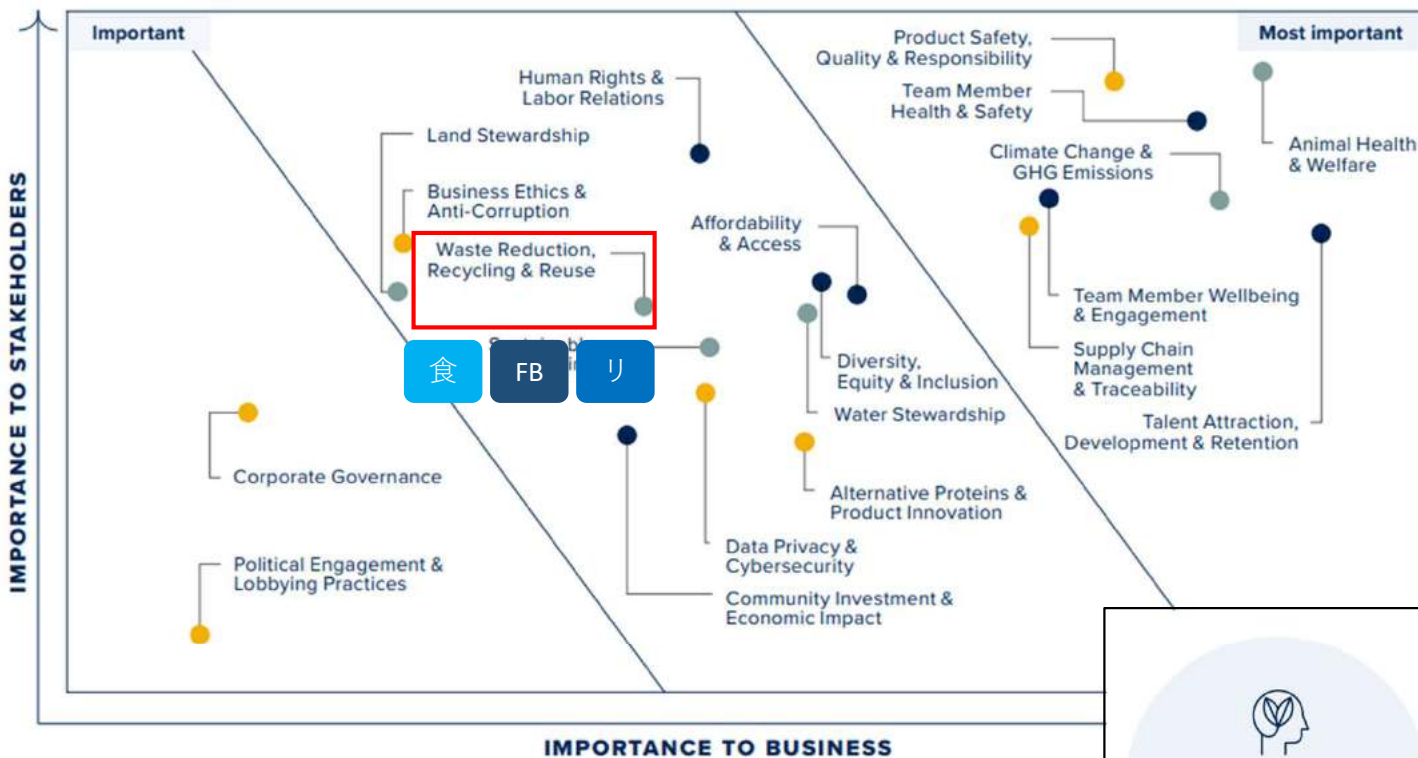 Important
Most important
Product Safety,
Quality & Responsibility
Human Rights &
Labor Relations
Team Member
Health & Safety
Land Stewardship
Climate Change &
GHG Emissions
Animal Health
& Welfare
Business Ethics &
Anti-Corruption
Affordability
& Access
Waste Reduction,
Recycling & Reuse
Team Member Wellbeing
& Engagement
食 FB リ
Diversity,
Equity & Inclusion
Supply Chain
Management
& Traceability
Water Stewardship
Talent Attraction,
Development & Retention
Corporate Governance
Alternative Proteins &
Product Innovation
Data Privacy &
Cybersecurity
Political Engagement &
Lobbying Practices
Community Investment &
Economic Impact
IMPORTANCE TO STAKEHOLDERS
IMPORTANCE TO BUSINESS